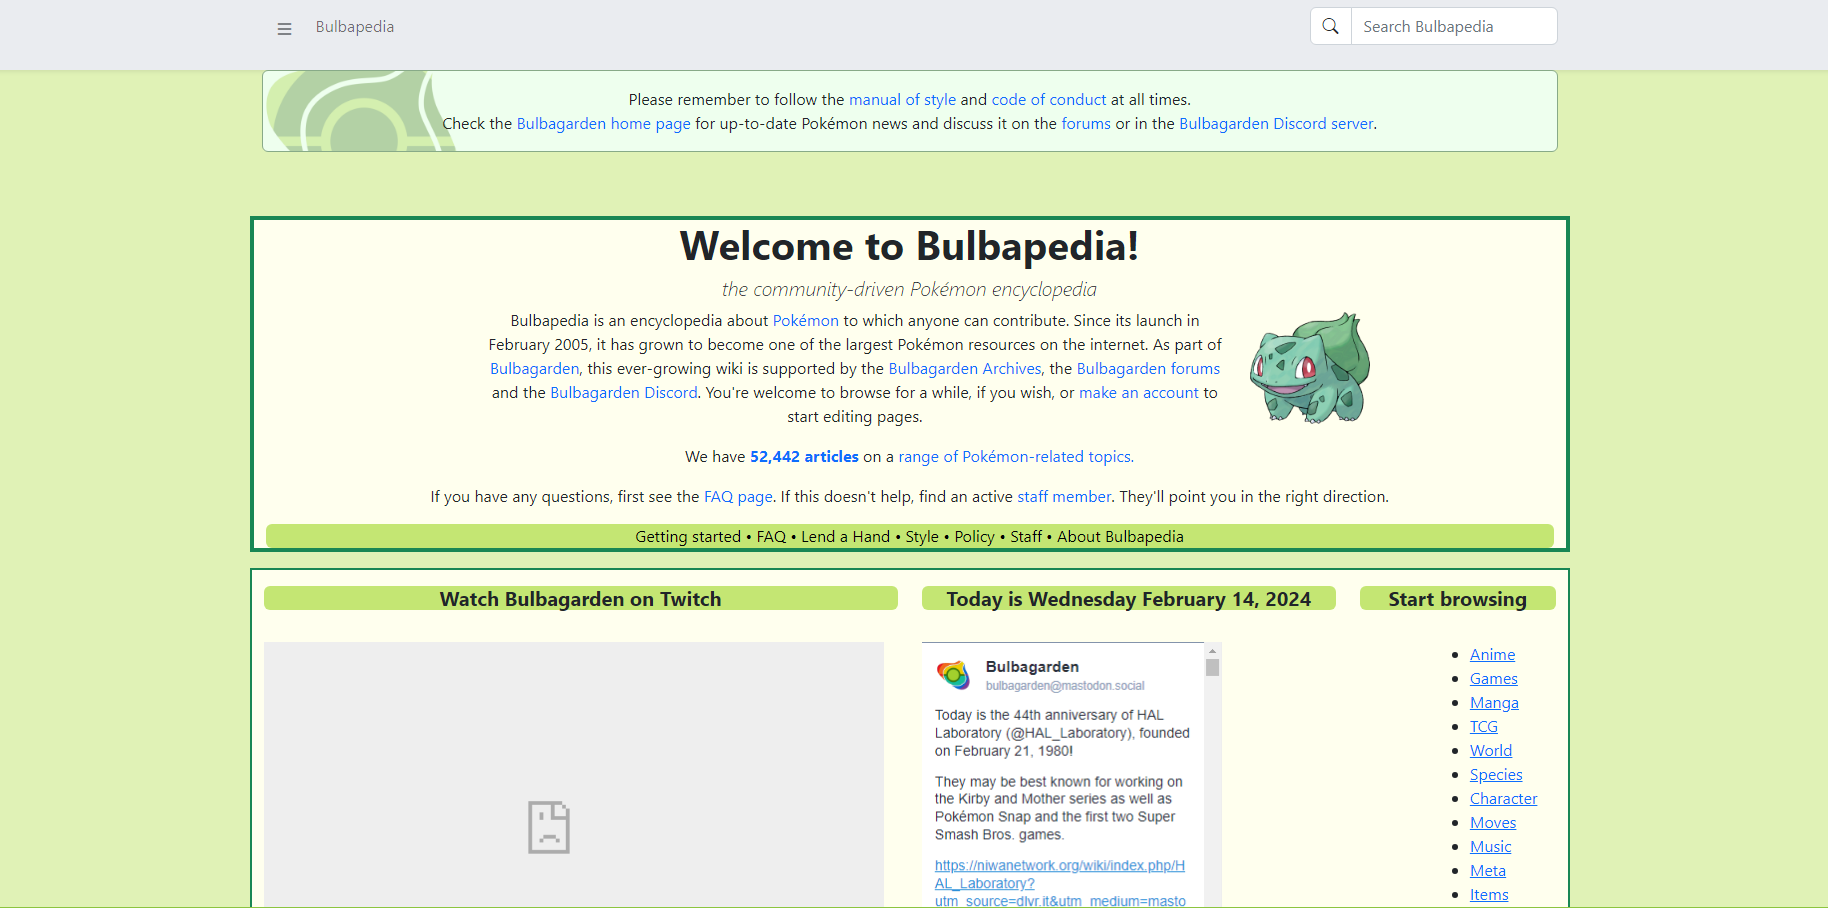 Bulbapedia
Search Bulbapedia
Please remember to follow the manual of style and code of conduct at all times.
Check the Bulbagarden home page for up-to-date Pokémon news and discuss it on the forums or in the Bulbagarden Discord server.
Welcome to Bulbapedia!
the community-driven Pokémon encyclopedia
Bulbapedia is an encyclopedia about Pokémon to which anyone can contribute. Since its launch in
February 2005, it has grown to become one of the largest Pokémon resources on the internet. As part of
Bulbagarden, this ever-growing wiki is supported by the Bulbagarden Archives, the Bulbagarden forums
and the Bulbagarden Discord. You're welcome to browse for a while, if you wish, or make an account to
start editing pages.
We have 52,442 articles on a range of Pokémon-related topics.
If you have any questions, first see the FAQ page. If this doesn't help, find an active staff member. They'll point you in the right direction.
Getting started • FAQ • Lend a Hand • Style • Policy • Staff • About Bulbapedia
Watch Bulbagarden on Twitch
Today is Wednesday February 14, 2024
Bulbagarden
bulbagarden@mastodon.social
Today is the 44th anniversary of HAL
Laboratory (@HAL_Laboratory), founded
on February 21, 1980!
They may be best known for working on
the Kirby and Mother series as well as
Pokémon Snap and the first two Super
Smash Bros. games.
https://niwanetwork.org/wiki/index.php/H
AL_Laboratory?
utm_source=dlvr.it&utm_medium=masto
Start browsing
Anime
Games
Manga
TCG
World
Species
Character
Moves
Music
Meta
Items